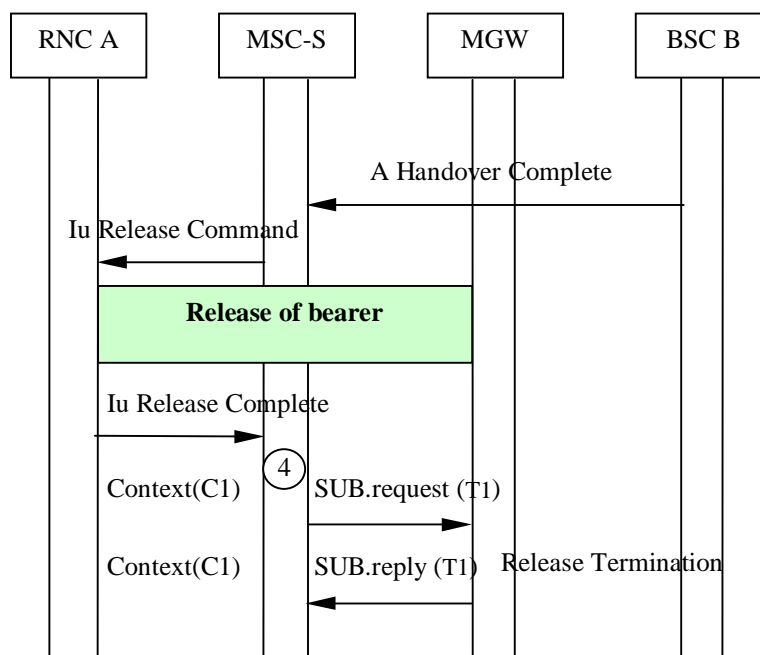 RNC A MSC-S MGW BSC B
A Handover Complete
Iu Release Command
Release of bearer
Iu Release Complete
4
Context(C1) SUB.request (T1)
Context(C1) SUB.reply (T1) Release Termination